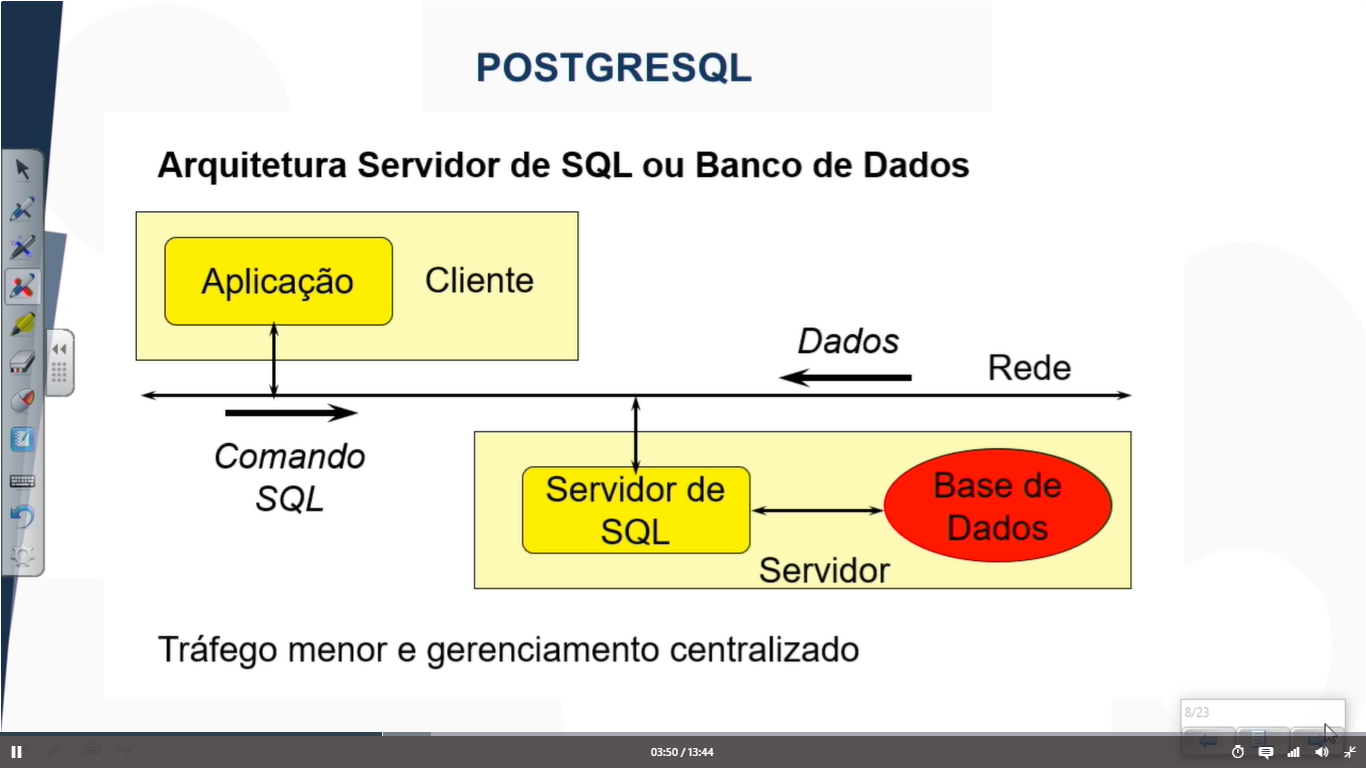 POSTGRESQL
Arquitetura Servidor de SQL ou Banco de Dados
Aplicação
Cliente
Dados
Rede
Comando
SQL
Servidor de
SQL
Base de
Dados
Servidor
Tráfego menor e gerenciamento centralizado
8/23
03:50 / 13:44